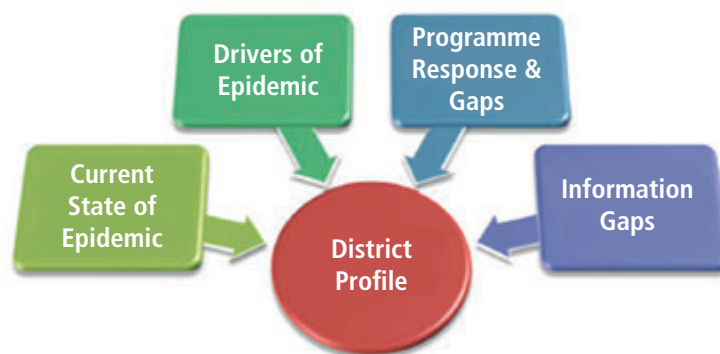 Current
State of
Epidemic
Drivers of
Epidemic
Programme
Response &
Gaps
Information
Gaps
District
Profile